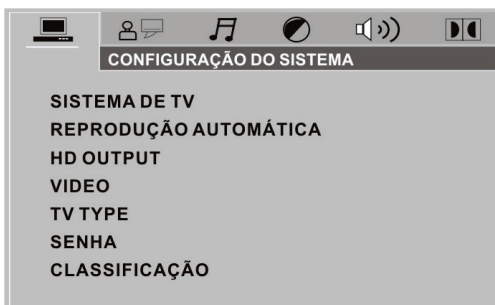 CONFIGURAÇÃO DO SISTEMA
SISTEMA DE TV
REPRODUÇÃO AUTOMÁTICA
HD OUTPUT
VIDEO
TV TYPE
SENHA
CLASSIFICAÇÃO